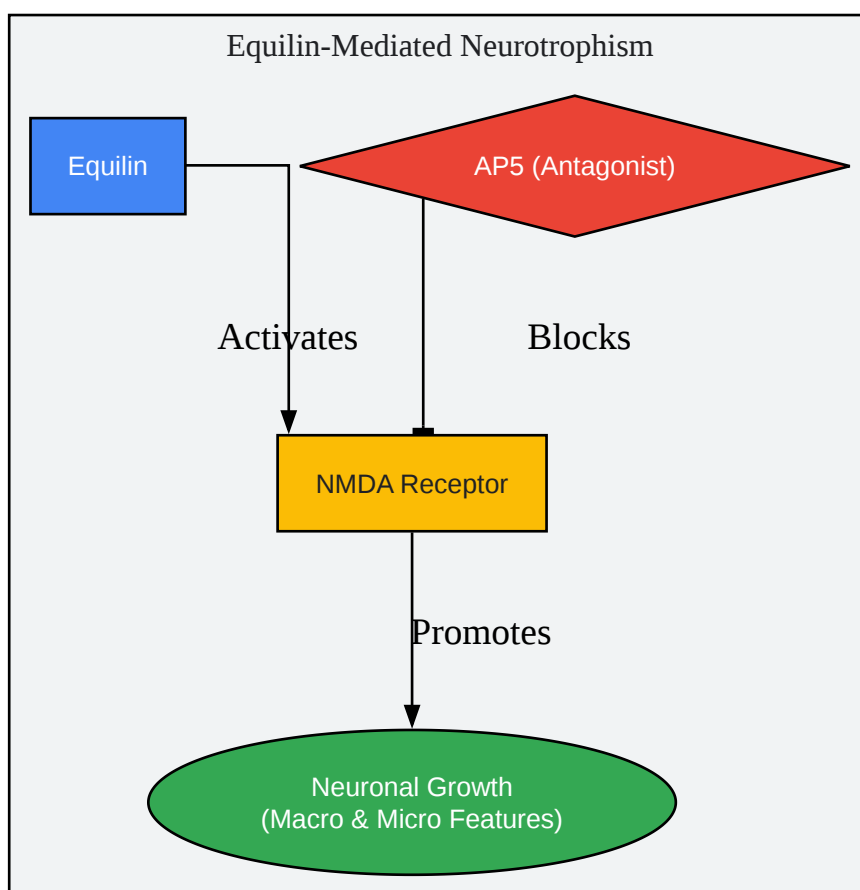 Equilin-Mediated Neurotrophism
Equilin
AP5 (Antagonist)
Activates
Blocks
NMDA Receptor
Promotes
Neuronal Growth
(Macro & Micro Features)